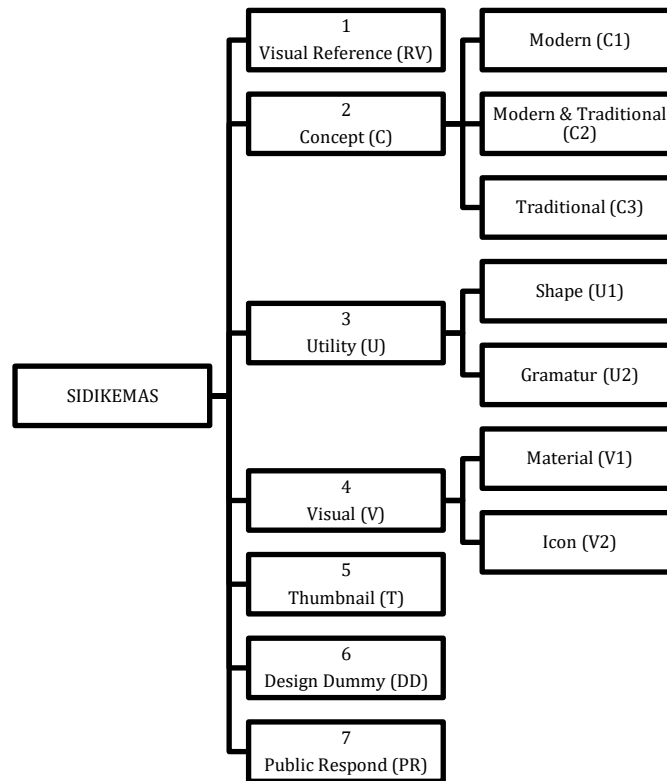 SIDIKEMAS
1
Visual Reference (RV)
2
Concept (C)
Modern (C1)
Modern & Traditional
(C2)
Traditional (C3)
3
Utility (U)
Shape (U1)
Gramatur (U2)
4
Visual (V)
Material (V1)
Icon (V2)
5
Thumbnail (T)
6
Design Dummy (DD)
7
Public Respond (PR)